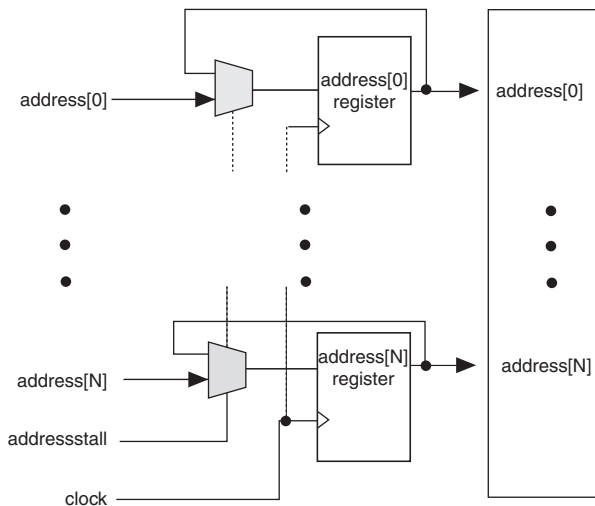 address[0]
address[0]
register
address[0]
address[N]
address[N]
register
address[N]
addressstall
clock